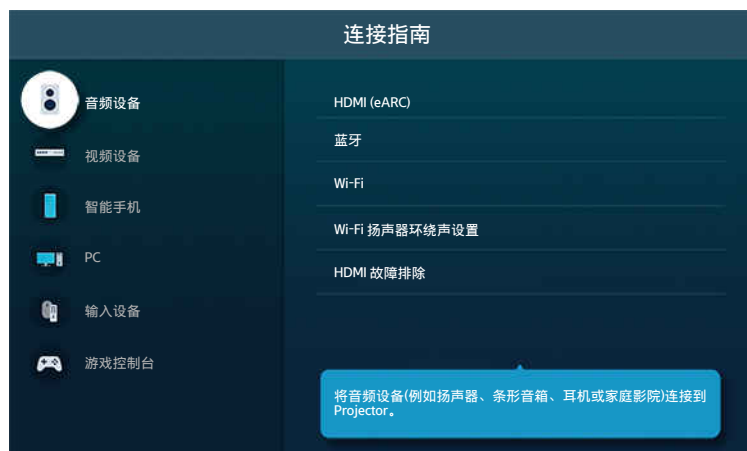 连接指南
音频设备
视频设备
智能手机
PC
输入设备
游戏控制台
HDMI (eARC)
蓝牙
Wi-Fi
Wi-Fi 扬声器环绕声设置
HDMI 故障排除
将音频设备(例如扬声器、条形音箱、耳机或家庭影院)连接到
Projector。